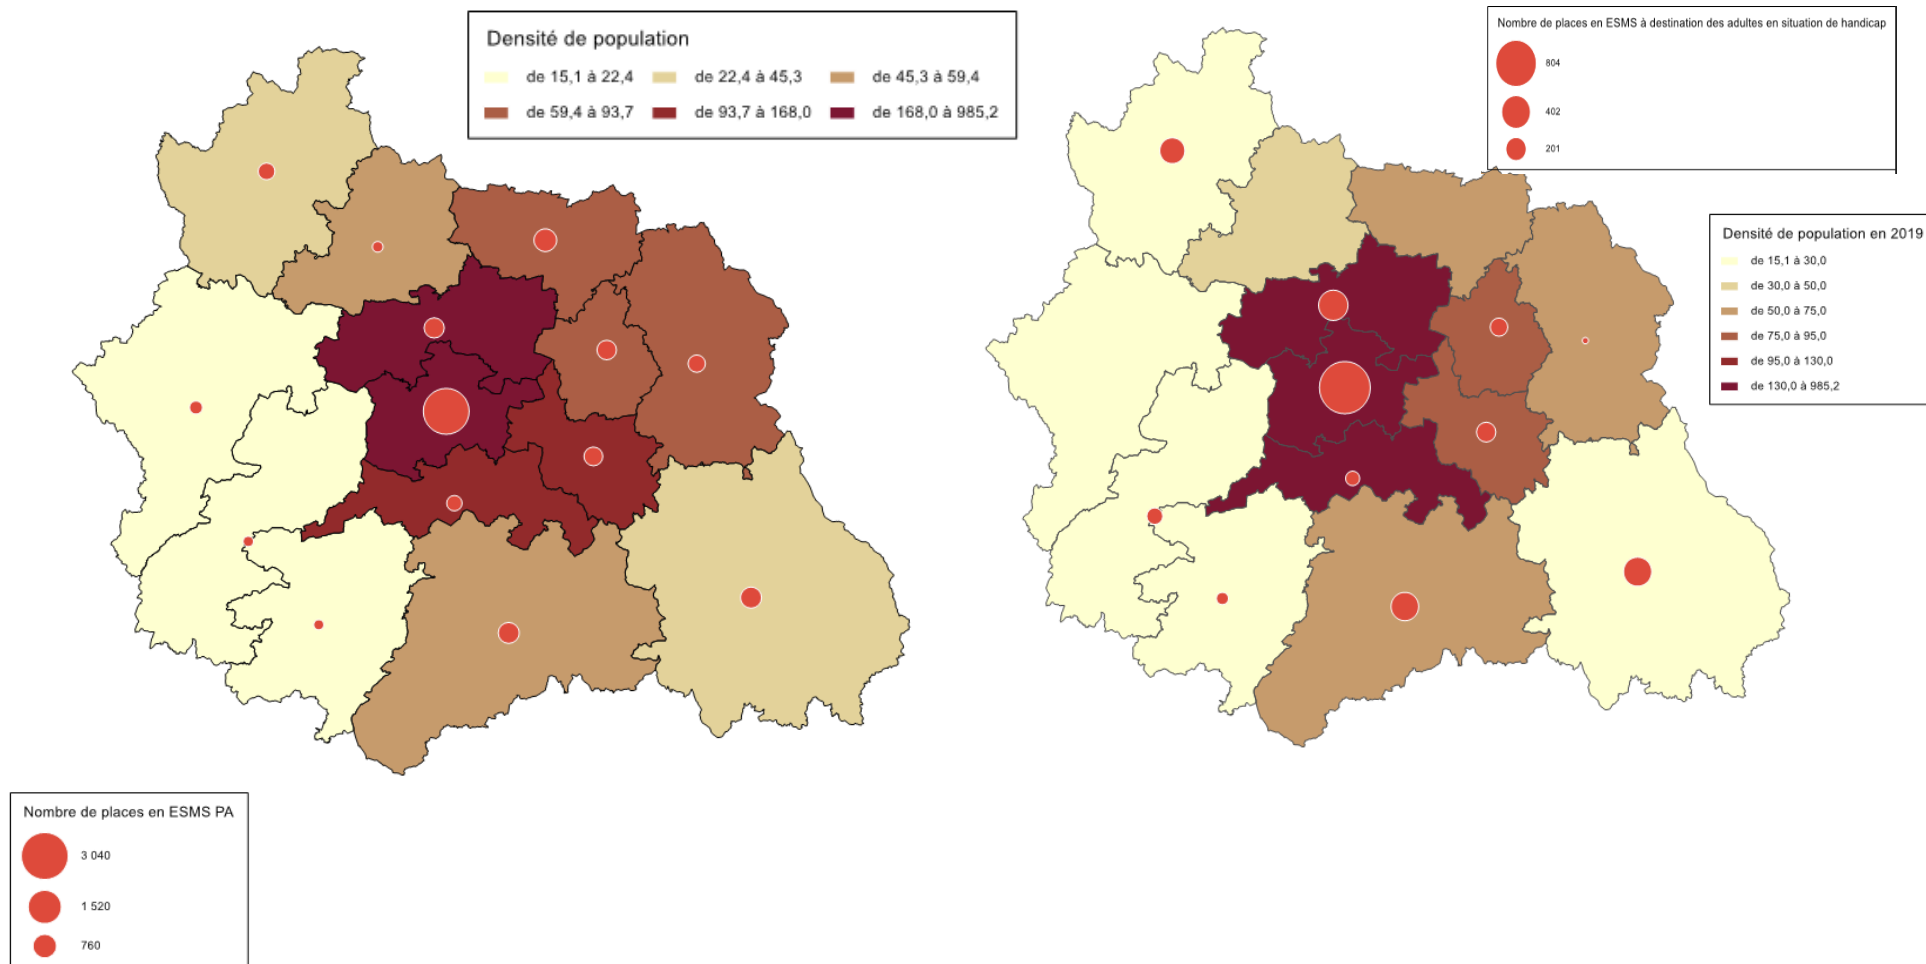 Densité de population
de 15,1 à 22,4
de 22,4 à 45,3
de 45,3 à 59,4
de 59,4 à 93,7
de 93,7 à 168,0
de 168,0 à 985,2
Nombre de places en ESMS PA
3 040
1 520
760
Nombre de places en ESMS à destination des adultes en situation de handicap
804
402
201
Densité de population en 2019
de 15,1 à 30,0
de 30,0 à 50,0
de 50,0 à 75,0
de 75,0 à 95,0
de 95,0 à 130,0
de 130,0 à 985,2